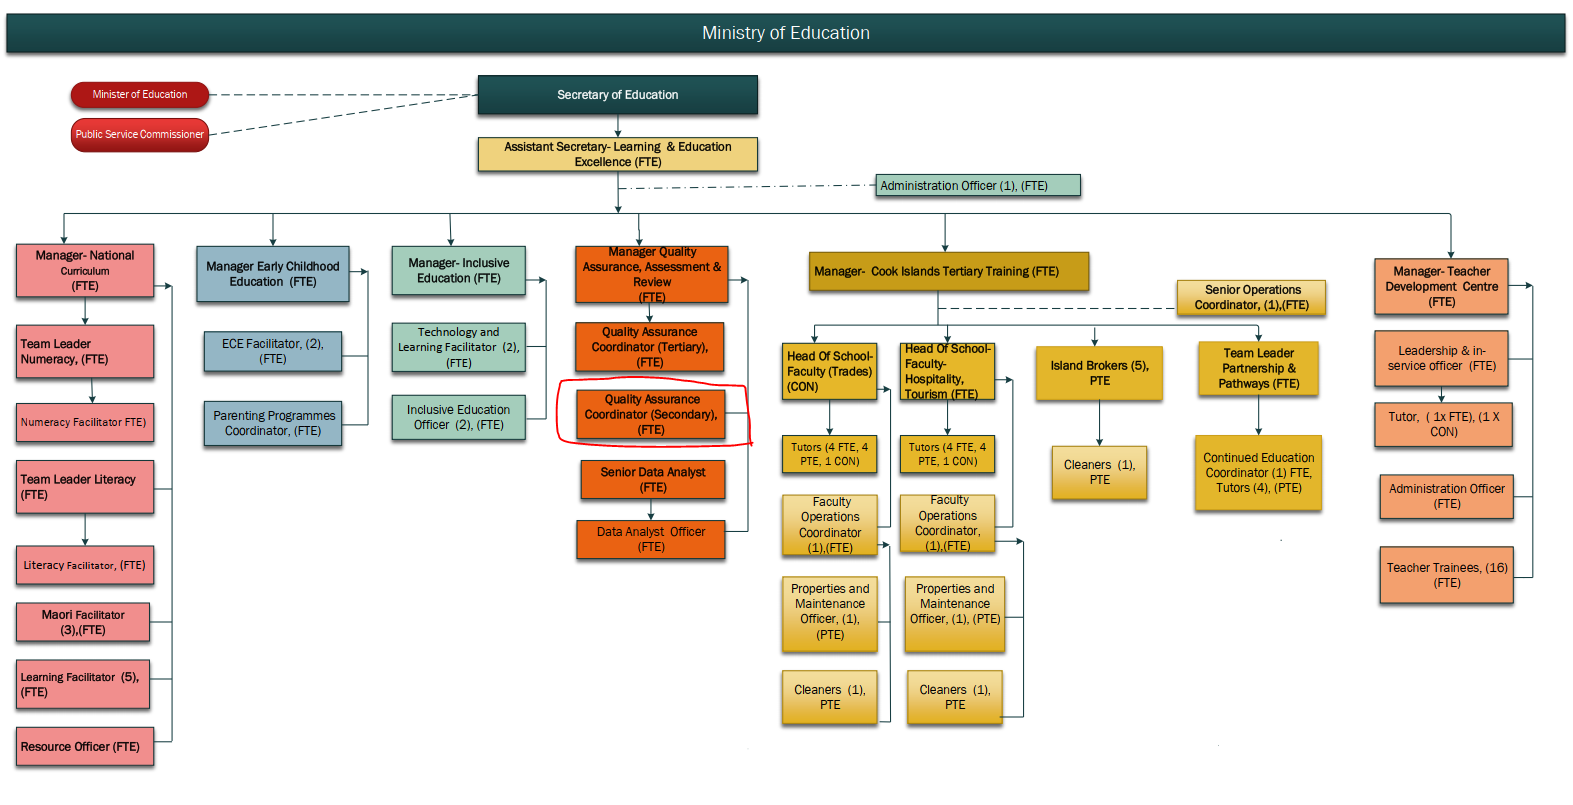 Ministry of Education
Minister of Education
Secretary of Education
Public Service Commissioner
Assistant Secretary- Learning & Education
Excellence (FTE)
Administration Officer (1), (FTE)
Manager- National
Curriculum
(FTE)
Team Leader
Numeracy, (FTE)
Numeracy Facilitator FTE)
Team Leader Literacy
(FTE)
Literacy Facilitator, (FTE)
Maori Facilitator
(3),(FTE)
Learning Facilitator (5),
(FTE)
Resource Officer (FTE)
Manager Early Childhood
Education (FTE)
ECE Facilitator, (2),
(FTE)
Parenting Programmes
Coordinator, (FTE)
Manager- Inclusive
Education (FTE)
Technology and
Learning Facilitator (2),
(FTE)
Inclusive Education
Officer (2), (FTE)
Manager Quality
Assurance, Assessment &
Review
(FTE)
Quality Assurance
Coordinator (Tertiary),
(FTE)
Quality Assurance
Coordinator (Secondary),
(FTE)
Senior Data Analyst
(FTE)
Data Analyst Officer
(FTE)
Manager- Cook Islands Tertiary Training (FTE)
Senior Operations
Coordinator, (1),(FTE)
Head Of School-
Faculty (Trades)
(CON)
Tutors (4 FTE, 4
PTE, 1 CON)
Faculty
Operations
Coordinator
(1),(FTE)
Properties and
Maintenance
Officer, (1),
(PTE)
Cleaners (1),
PTE
Head Of School-
Faculty-
Hospitality,
Tourism (FTE)
Tutors (4 FTE, 4
PTE, 1 CON)
Faculty
Operations
Coordinator,
(1),(FTE)
Properties and
Maintenance
Officer, (1), (PTE)
Cleaners (1),
PTE
Island Brokers (5),
PTE
Cleaners (1),
PTE
Team Leader
Partnership &
Pathways (FTE)
Continued Education
Coordinator (1) FTE,
Tutors (4), (PTE)
Manager- Teacher
Development Centre
(FTE)
Leadership & in-
service officer (FTE)
Tutor, ( 1x FTE), (1 X
CON)
Administration Officer
(FTE)
Teacher Trainees, (16)
(FTE)